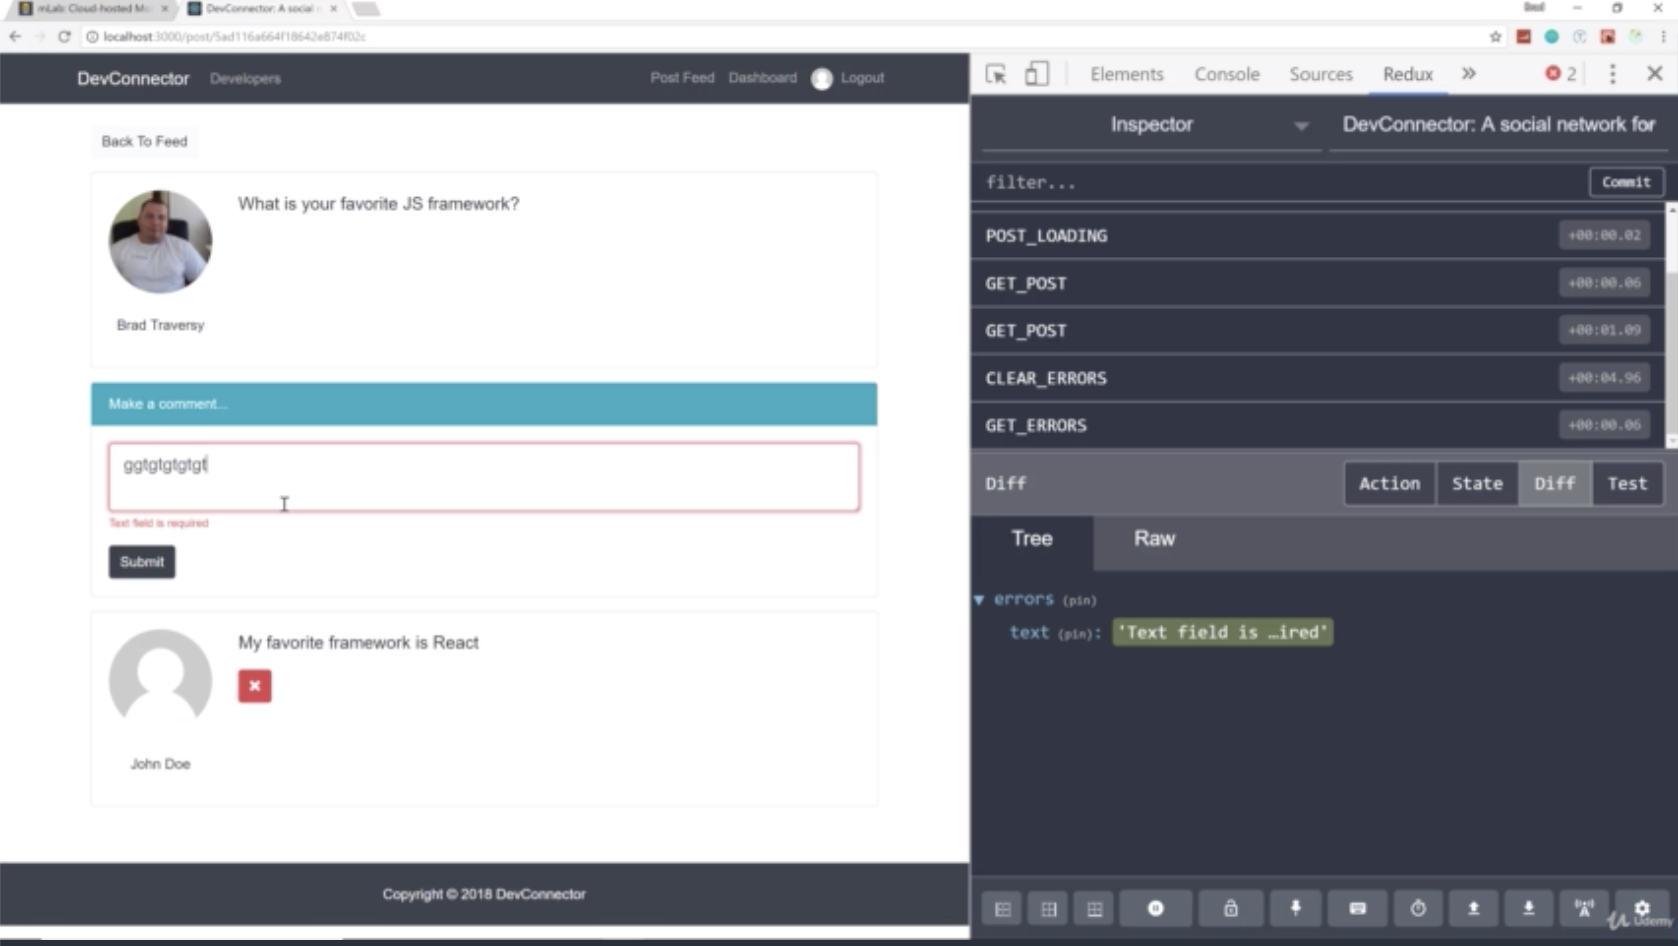 mLab: Cloud-hosted Mo
DevConnector: A social n
localhost:3000/post/5ad116a664f18642e874f02c
DevConnector
Developers
Post Feed
Dashboard
Logout
Back To Feed
What is your favorite JS framework?
Brad Traversy
Make a comment...
ggtgtgtgtgt
Text field is required
Submit
My favorite framework is React
John Doe
Copyright © 2018 DevConnector
Elements
Console
Sources
Redux
»
2
Inspector
DevConnector: A social network for
filter...
Commit
POST_LOADING
+00:00.02
GET_POST
+00:00.06
GET_POST
+00:01.09
CLEAR_ERRORS
+00:04.96
GET_ERRORS
+00:00.06
Diff
Action
State
Diff
Test
Tree
Raw
errors (pin)
text (pin): 'Text field is …ired'
Udemy